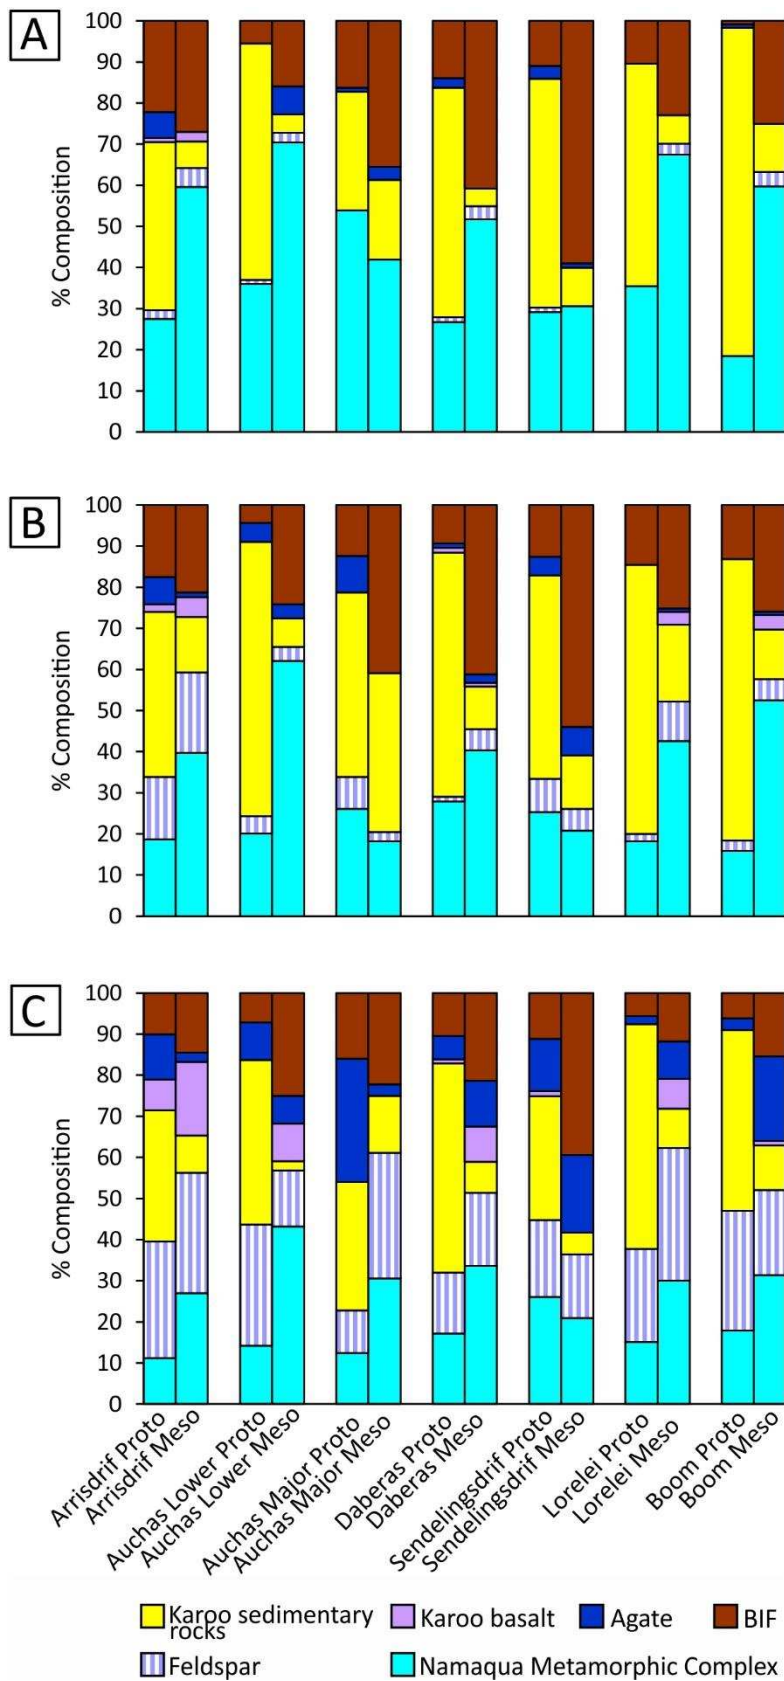 A
100
90
80
70
60
50
40
30
20
10
0
% Composition
B
100
90
80
70
60
50
40
30
20
10
0
% Composition
C
100
90
80
70
60
50
40
30
20
10
0
% Composition
Arrisdrif Proto
Arrisdrif Meso
Auchas Lower Proto
Auchas Lower Meso
Auchas Major Proto
Auchas Major Meso
Daberas Proto
Daberas Meso
Sendelingsdrif Proto
Sendelingsdrif Meso
Lorelei Proto
Lorelei Meso
Boom Proto
Boom Meso
Karoo sedimentary
rocks
Karoo basalt
Agate
BIF
Feldspar
Namaqua Metamorphic Complex